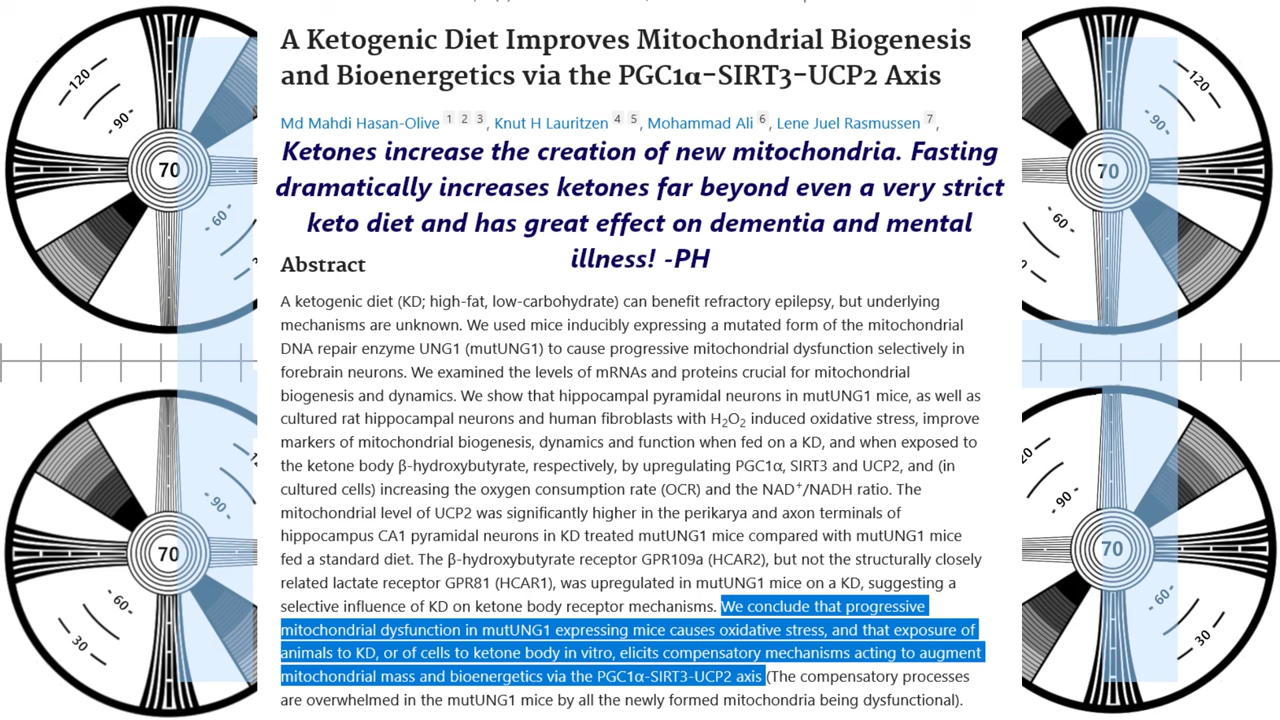 A Ketogenic Diet Improves Mitochondrial Biogenesis
and Bioenergetics via the PGC1α-SIRT3-UCP2 Axis
Md Mahdi Hasan-Olive 1 2 3, Knut H Lauritzen 4 5, Mohammad Ali 6, Lene Juel Rasmussen 7,
Ketones increase the creation of new mitochondria. Fasting
dramatically increases ketones far beyond even a very strict
keto diet and has great effect on dementia and mental
illness! -PH
Abstract
A ketogenic diet (KD; high-fat, low-carbohydrate) can benefit refractory epilepsy, but underlying
mechanisms are unknown. We used mice inducibly expressing a mutated form of the mitochondrial
DNA repair enzyme UNG1 (mutUNG1) to cause progressive mitochondrial dysfunction selectively in
forebrain neurons. We examined the levels of mRNAs and proteins crucial for mitochondrial
biogenesis and dynamics. We show that hippocampal pyramidal neurons in mutUNG1 mice, as well as
cultured rat hippocampal neurons and human fibroblasts with H₂O₂ induced oxidative stress, improve
markers of mitochondrial biogenesis, dynamics and function when fed on a KD, and when exposed to
the ketone body β-hydroxybutyrate, respectively, by upregulating PGC1α, SIRT3 and UCP2, and (in
cultured cells) increasing the oxygen consumption rate (OCR) and the NAD⁺/NADH ratio. The
mitochondrial level of UCP2 was significantly higher in the perikarya and axon terminals of
hippocampus CA1 pyramidal neurons in KD treated mutUNG1 mice compared with mutUNG1 mice
fed a standard diet. The β-hydroxybutyrate receptor GPR109a (HCAR2), but not the structurally closely
related lactate receptor GPR81 (HCAR1), was upregulated in mutUNG1 mice on a KD, suggesting a
selective influence of KD on ketone body receptor mechanisms. We conclude that progressive
mitochondrial dysfunction in mutUNG1 expressing mice causes oxidative stress, and that exposure of
animals to KD, or of cells to ketone body in vitro, elicits compensatory mechanisms acting to augment
mitochondrial mass and bioenergetics via the PGC1α-SIRT3-UCP2 axis (The compensatory processes
are overwhelmed in the mutUNG1 mice by all the newly formed mitochondria being dysfunctional).
120
- 90 -
70
- 60 -
120
- 90 -
70
- 60 -
- 90 -
70
- 60 -
30
20
- 90 -
70
- 60 -
30